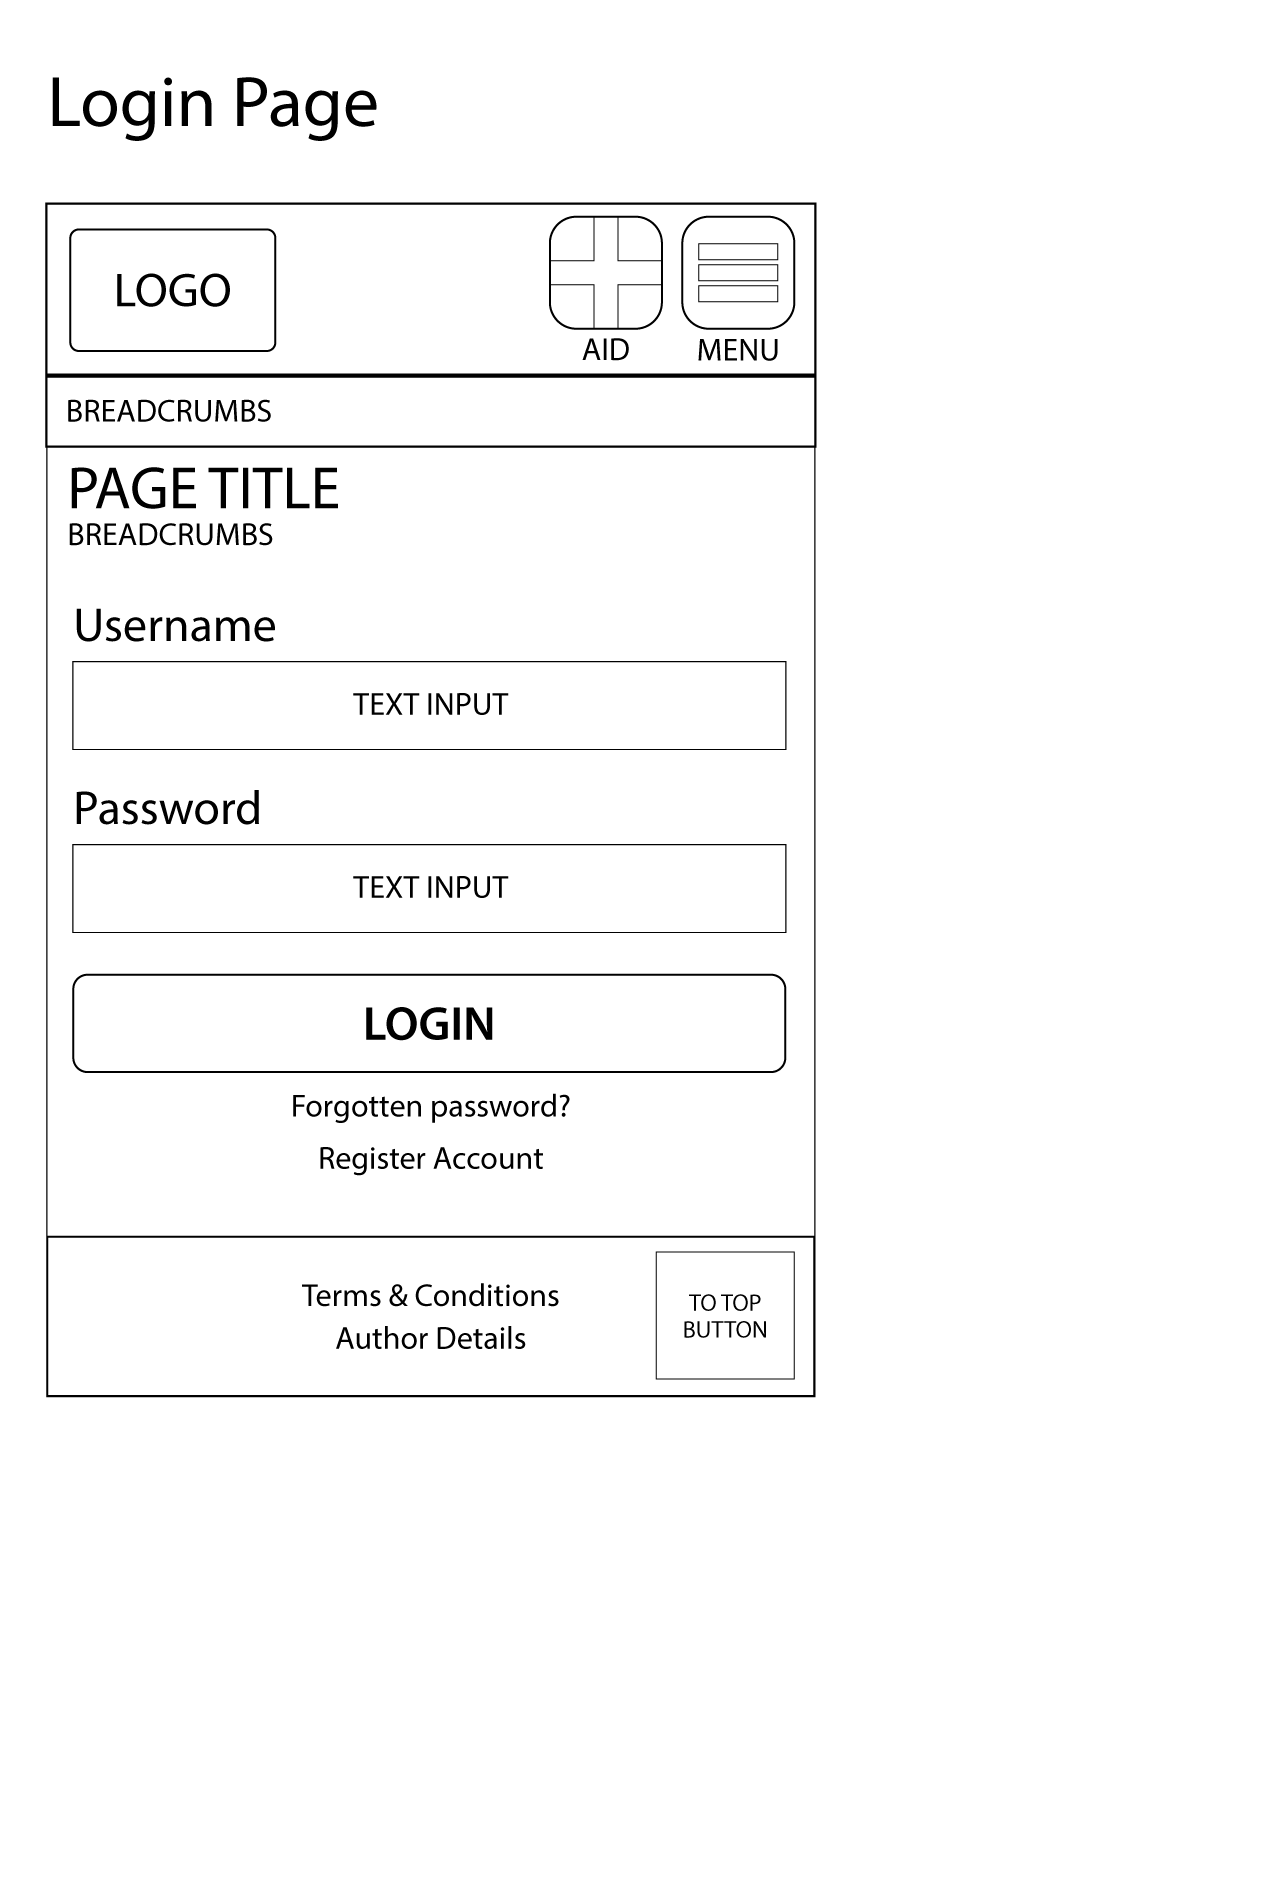 Login Page
LOGO
AID
MENU
BREADCRUMBS
PAGE TITLE
BREADCRUMBS
Username
TEXT INPUT
Password
TEXT INPUT
LOGIN
Forgotten password?
Register Account
Terms & Conditions
Author Details
TO TOP
BUTTON